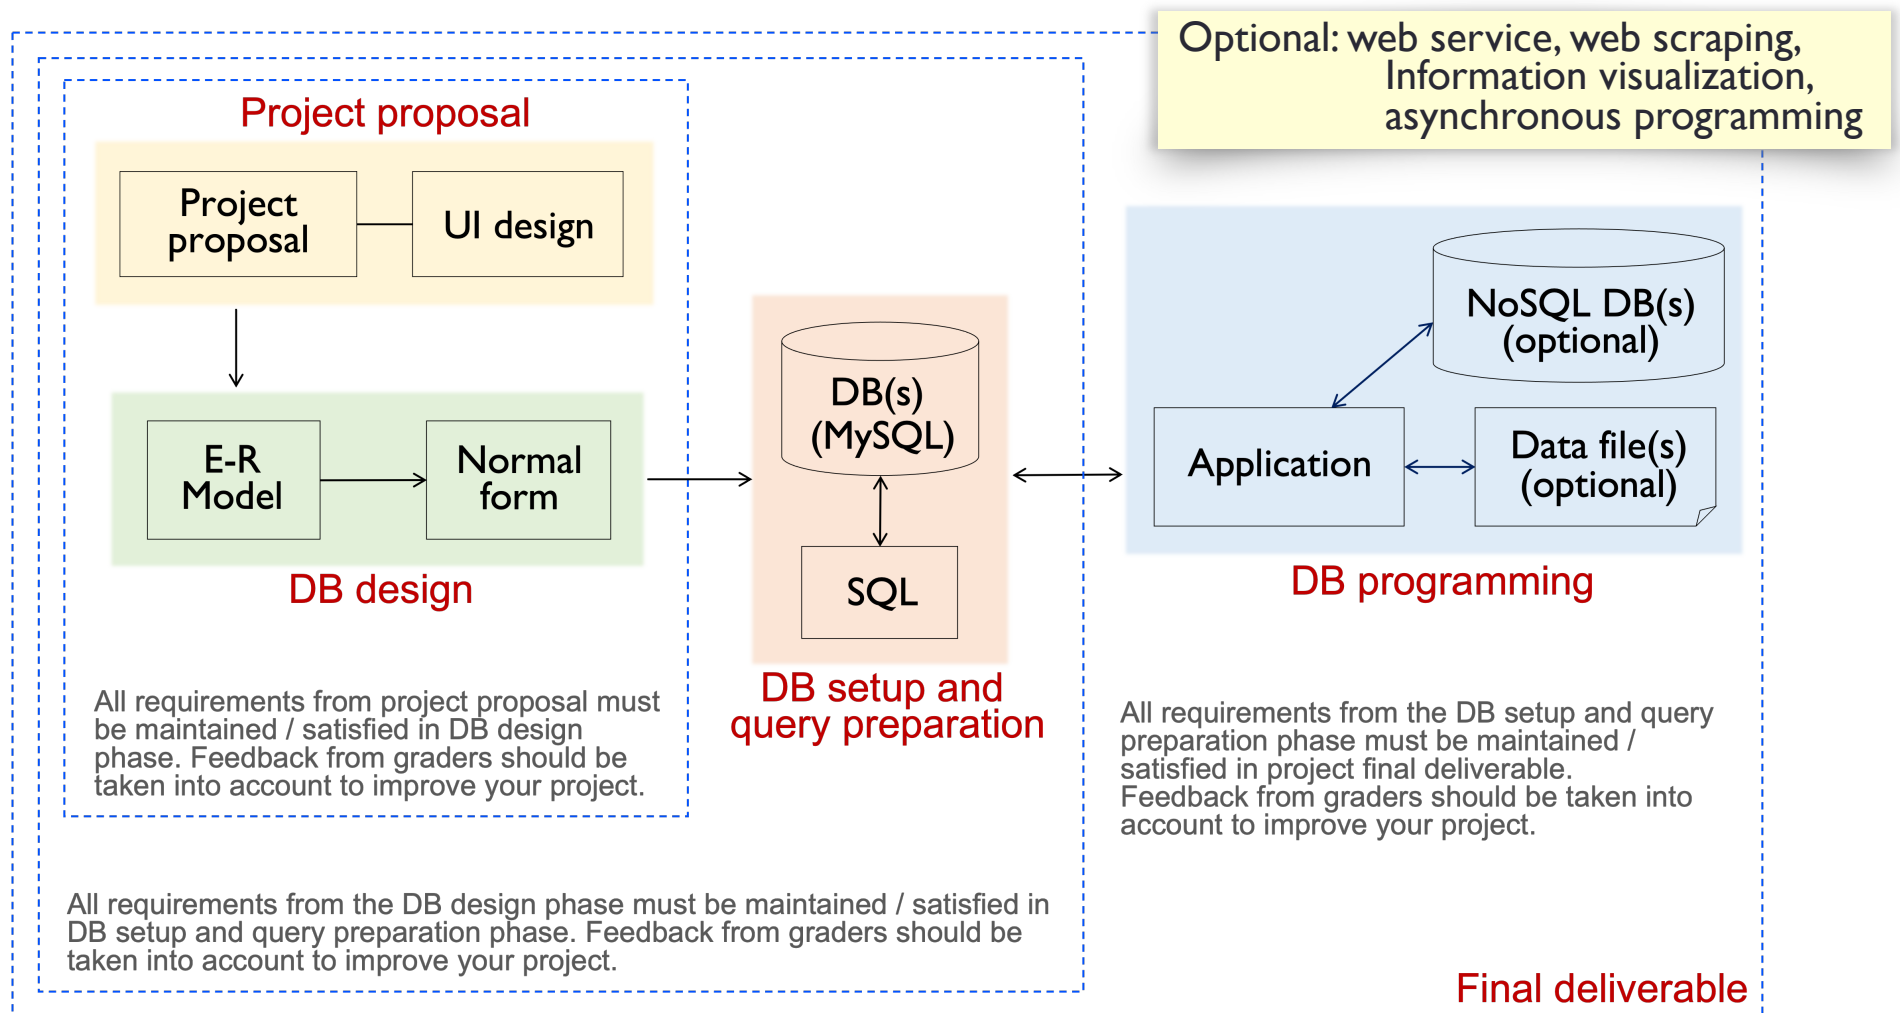 Optional: web service, web scraping,
Information visualization,
asynchronous programming
Project proposal
Project
proposal
UI design
E-R
Model
Normal
form
DB design
All requirements from project proposal must
be maintained / satisfied in DB design
phase. Feedback from graders should be
taken into account to improve your project.
DB(s)
(MySQL)
SQL
DB setup and
query preparation
All requirements from the DB design phase must be maintained / satisfied in
DB setup and query preparation phase. Feedback from graders should be
taken into account to improve your project.
NoSQL DB(s)
(optional)
Application
Data file(s)
(optional)
DB programming
All requirements from the DB setup and query
preparation phase must be maintained /
satisfied in project final deliverable.
Feedback from graders should be taken into
account to improve your project.
Final deliverable